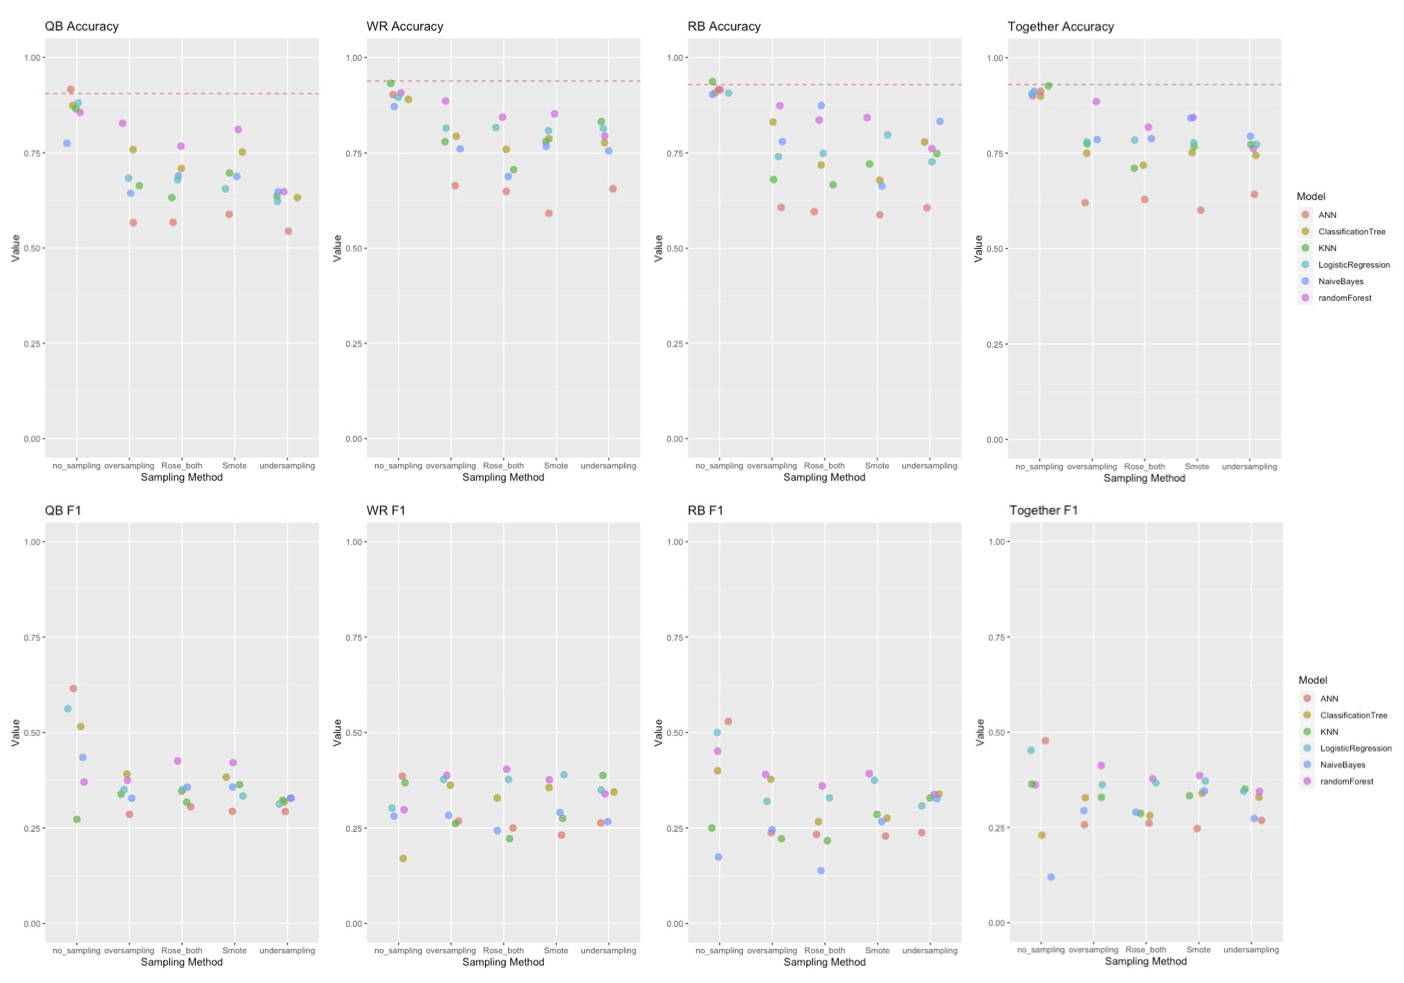 QB Accuracy
WR Accuracy
RB Accuracy
Together Accuracy
1.00
0.75
0.50
0.25
0.00
Value
no_sampling oversampling Rose_both Smote undersampling
Sampling Method
1.00
0.75
0.50
0.25
0.00
Value
no_sampling oversampling Rose_both Smote undersampling
Sampling Method
1.00
0.75
0.50
0.25
0.00
Value
no_sampling oversampling Rose_both Smote undersampling
Sampling Method
1.00
0.75
0.50
0.25
0.00
Value
no_sampling oversampling Rose_both Smote undersampling
Sampling Method
Model
ANN
ClassificationTree
KNN
LogisticRegression
NaiveBayes
randomForest
QB F1
WR F1
RB F1
Together F1
1.00
0.75
0.50
0.25
0.00
Value
no_sampling oversampling Rose_both Smote undersampling
Sampling Method
1.00
0.75
0.50
0.25
0.00
Value
no_sampling oversampling Rose_both Smote undersampling
Sampling Method
1.00
0.75
0.50
0.25
0.00
Value
no_sampling oversampling Rose_both Smote undersampling
Sampling Method
1.00
0.75
0.50
0.25
0.00
Value
no_sampling oversampling Rose_both Smote undersampling
Sampling Method
Model
ANN
ClassificationTree
KNN
LogisticRegression
NaiveBayes
randomForest